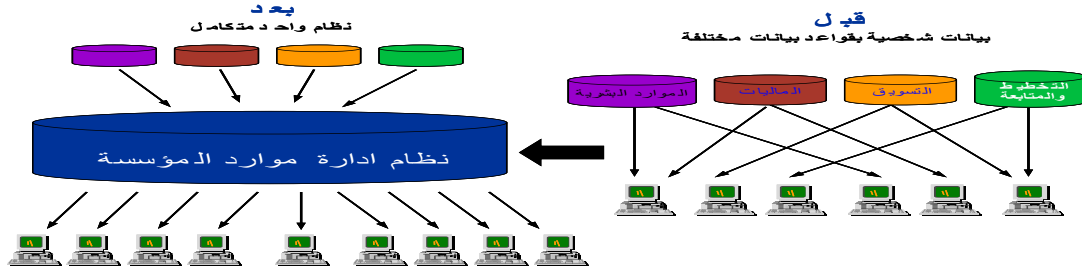 قبل
بيانات شخصية بقواعد بيانات مختلفة
التخطيط
والمتابعة
التسويق
الماليات
الموارد البشرية
بعد
نظام واحد متكامل
نظام ادارة موارد المؤسسة